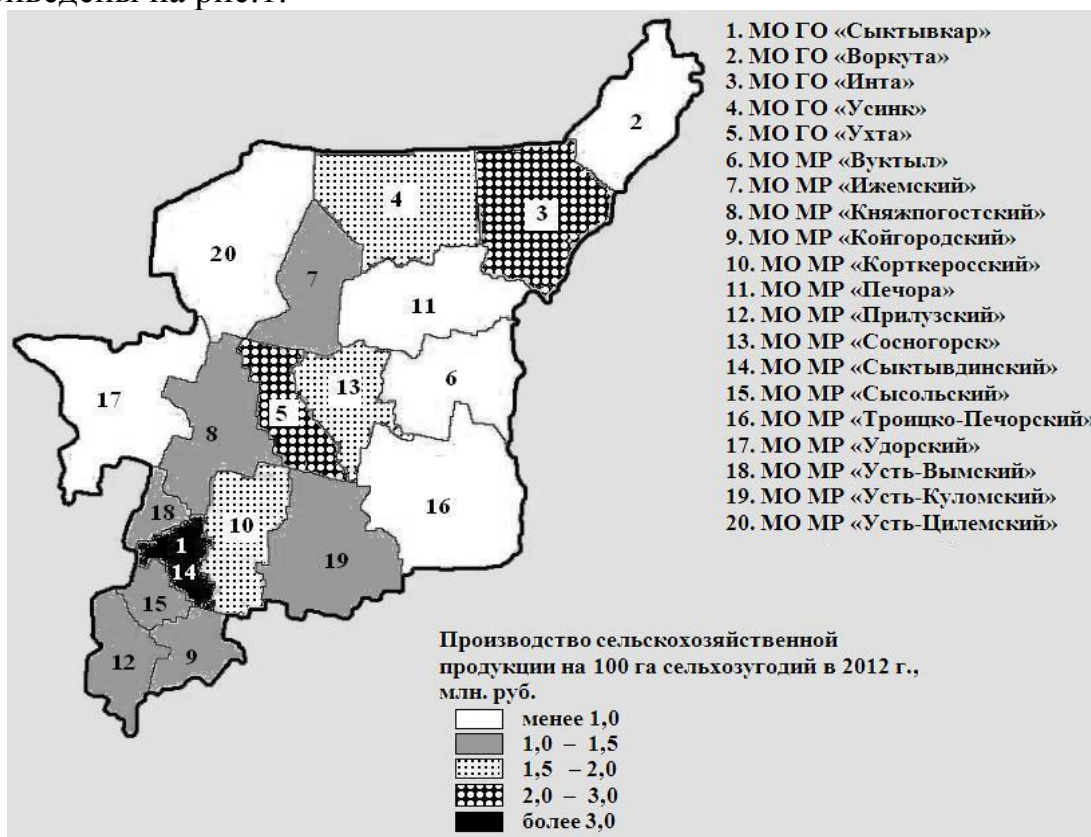 иведены на рис.1.
1. МО ГО «Сыктывкар»
2. МО ГО «Воркута»
3. МО ГО «Инта»
4. МО ГО «Усинк»
5. МО ГО «Ухта»
6. МО МР «Вуктыл»
7. МО МР «Ижемский»
8. МО МР «Княжпогостский»
9. МО МР «Койгородский»
10. МО МР «Корткеросский»
11. МО МР «Печора»
12. МО МР «Прилузский»
13. МО МР «Сосногорск»
14. МО МР «Сыктывдинский»
15. МО МР «Сысольский»
16. МО МР «Троицко-Печорский»
17. МО МР «Удорский»
18. МО МР «Усть-Вымский»
19. МО МР «Усть-Куломский»
20. МО МР «Усть-Цилемский»
2
4
3
20
7
11
13
6
17
5
8
16
10
18
1
19
14
15
12
9
Производство сельскохозяйственной
продукции на 100 га сельхозугодий в 2012 г.,
млн. руб.
менее 1,0
1,0 – 1,5
1,5 – 2,0
2,0 – 3,0
более 3,0